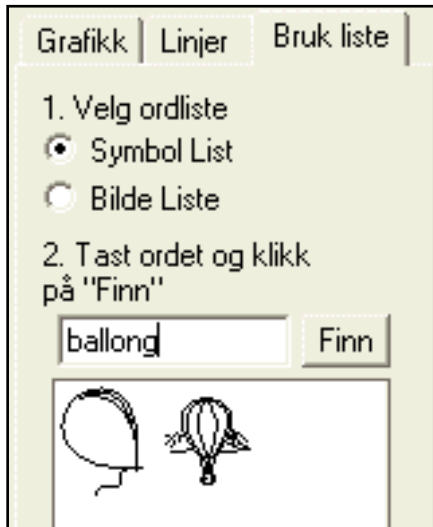 Grafikk Linjer Bruk liste
1. Velg ordliste
Symbol List
Bilde Liste
2. Tast ordet og klikk
på "Finn"
ballong Finn